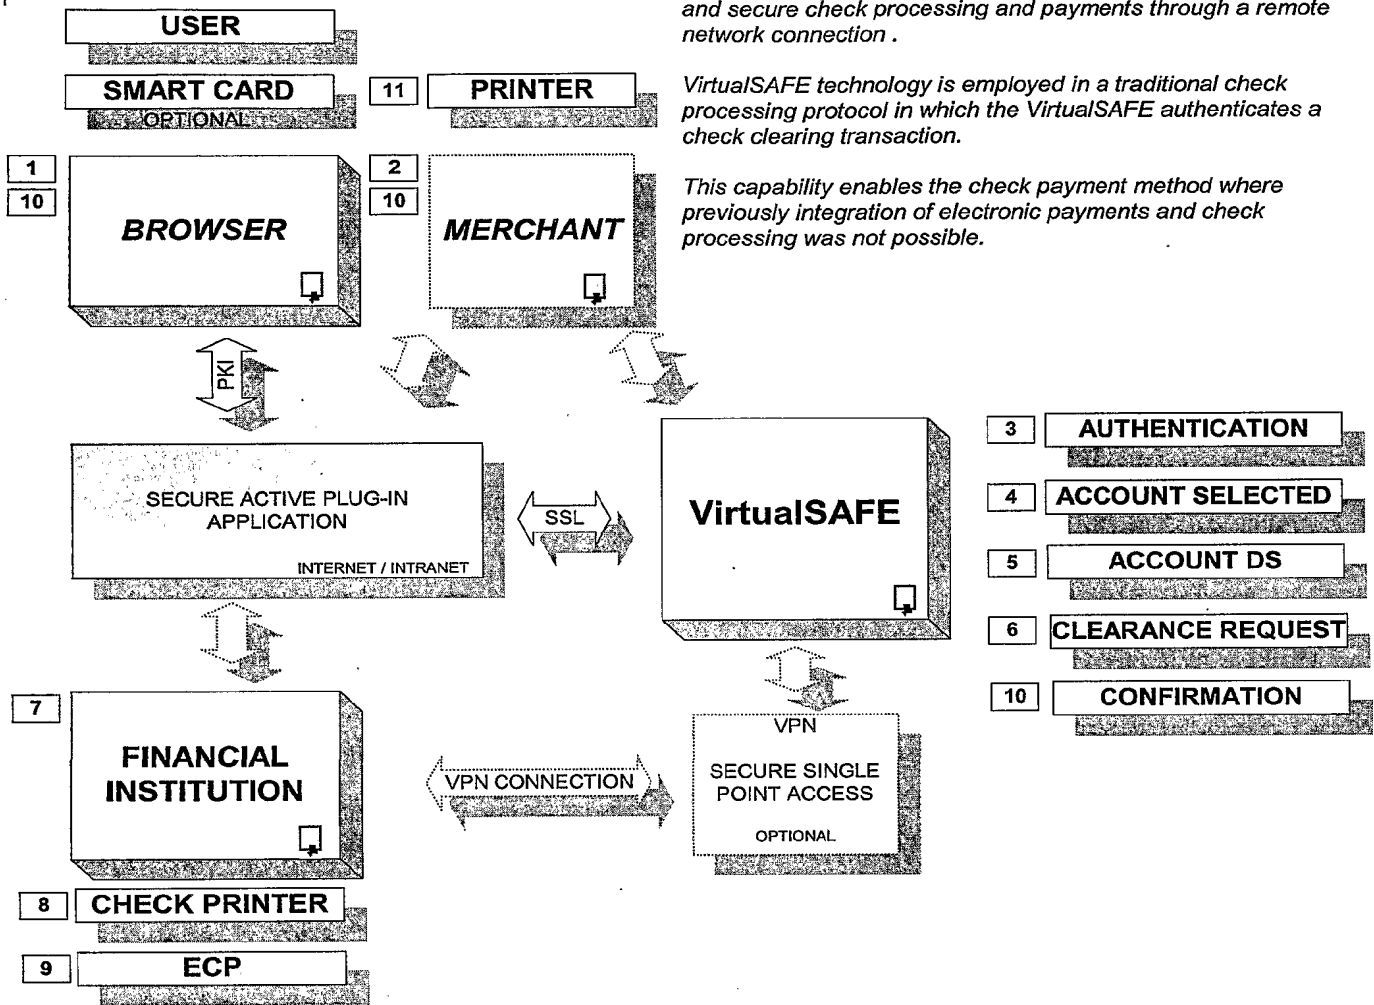 and secure check processing and payments through a remote
network connection .
VirtualSAFE technology is employed in a traditional check
processing protocol in which the VirtualSAFE authenticates a
check clearing transaction.
This capability enables the check payment method where
previously integration of electronic payments and check
processing was not possible.
USER
SMART CARD
OPTIONAL
11
PRINTER
1
10
BROWSER
2
10
MERCHANT
PKI
SECURE ACTIVE PLUG-IN
APPLICATION
INTERNET / INTRANET
SSL
VirtualSAFE
3
AUTHENTICATION
4
ACCOUNT SELECTED
5
ACCOUNT DS
6
CLEARANCE REQUEST
10
CONFIRMATION
7
FINANCIAL
INSTITUTION
VPN CONNECTION
VPN
SECURE SINGLE
POINT ACCESS
OPTIONAL
8
CHECK PRINTER
9
ECP